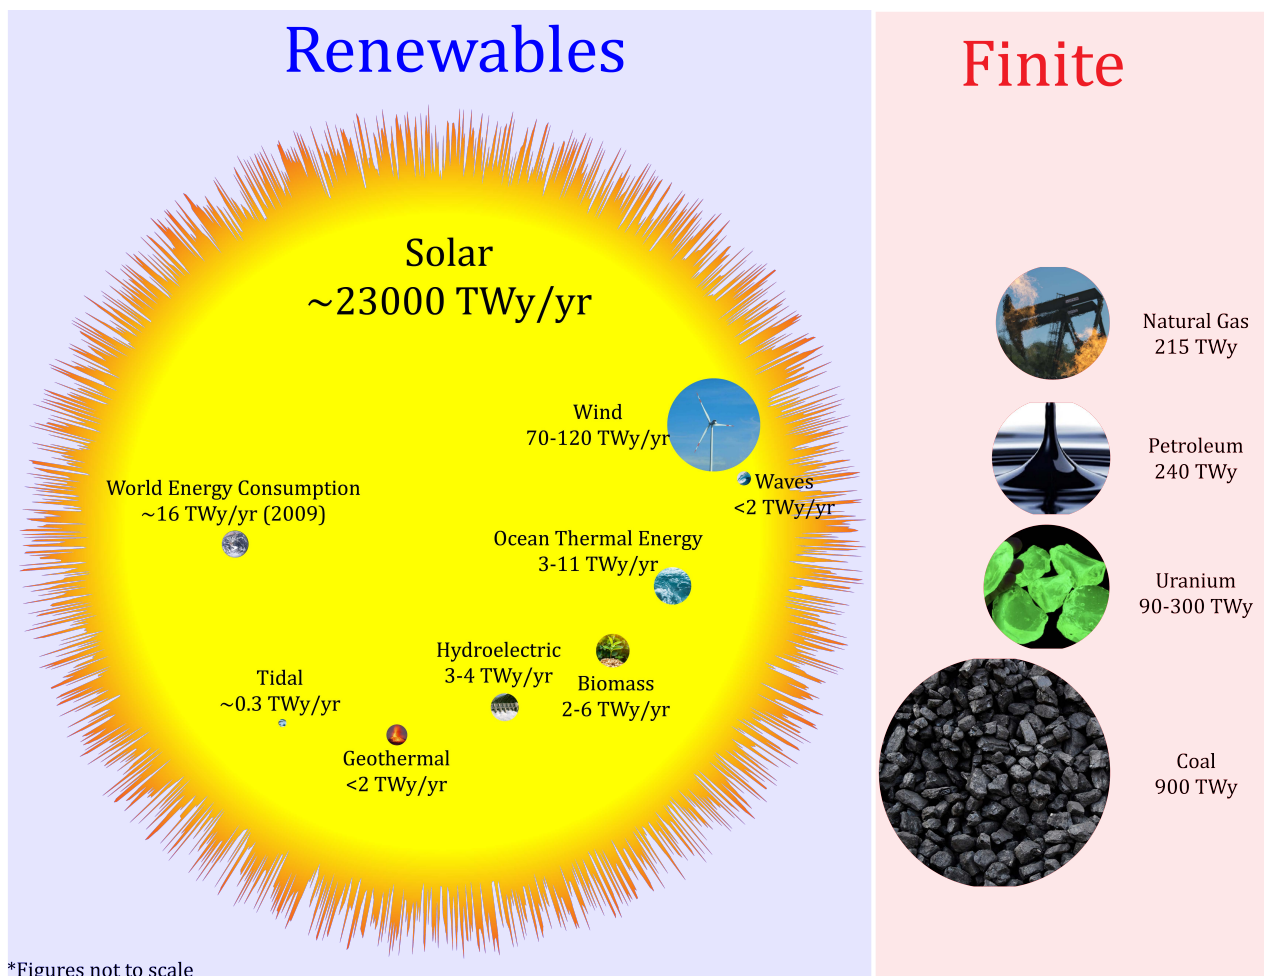 Renewables
Finite
Solar
~23000 TWy/yr
Wind
70-120 TWy/yr
Waves
<2 TWy/yr
World Energy Consumption
~16 TWy/yr (2009)
Ocean Thermal Energy
3-11 TWy/yr
Hydroelectric
3-4 TWy/yr
Biomass
2-6 TWy/yr
Tidal
~0.3 TWy/yr
Geothermal
<2 TWy/yr
Natural Gas
215 TWy
Petroleum
240 TWy
Uranium
90-300 TWy
Coal
900 TWy
*Figures not to scale